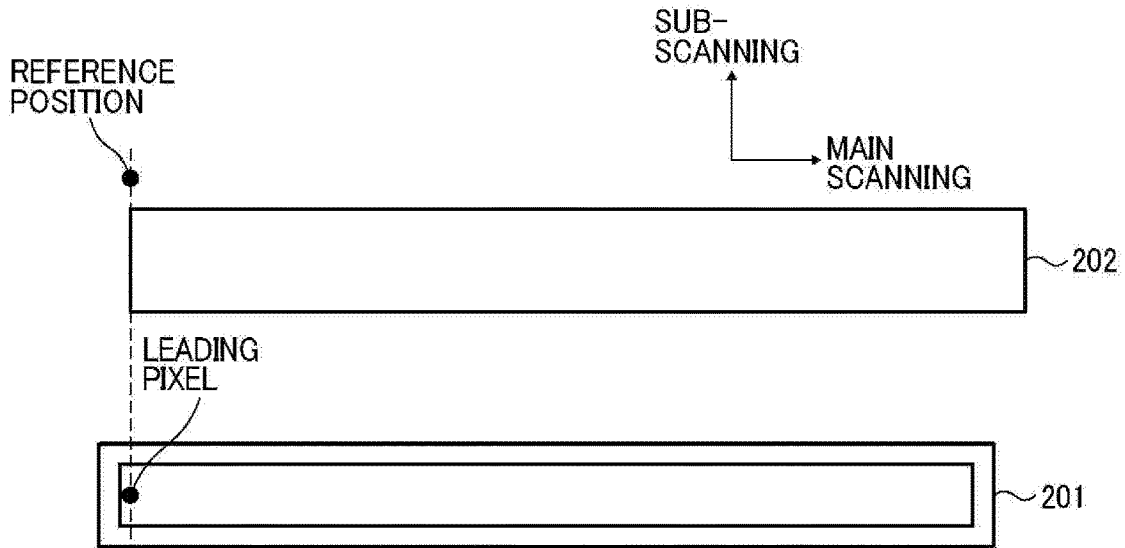 SUB-
SCANNING
REFERENCE
POSITION
MAIN
SCANNING
202
LEADING
PIXEL
201